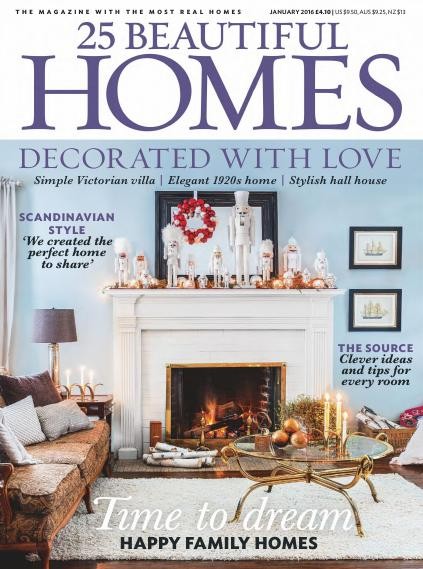 THE MAGAZINE WITH THE MOST REAL HOMES
JANUARY 2016 £4.10 | US $9.50, AUS $9.25, NZ $13
25 BEAUTIFUL
HOMES
DECORATED WITH LOVE
Simple Victorian villa | Elegant 1920s home | Stylish hall house
SCANDINAVIAN
STYLE
‘We created the
perfect home
to share’
THE SOURCE
Clever ideas
and tips for
every room
Time to dream
HAPPY FAMILY HOMES